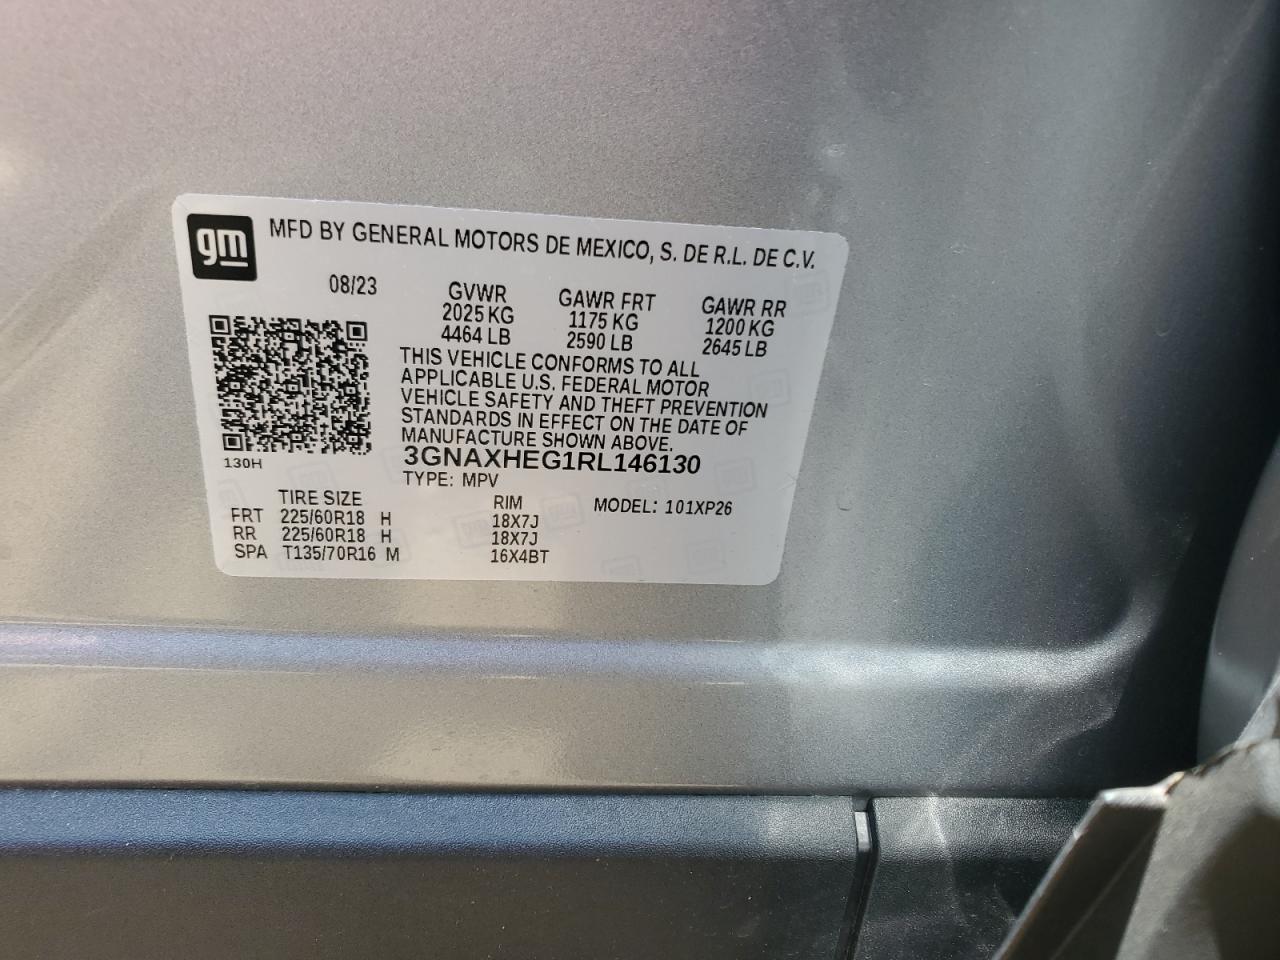 gm
MFD BY GENERAL MOTORS DE MEXICO, S. DE R.L. DE C.V.
08/23 GVWR GAWR FRT GAWR RR
2025 KG 1175 KG 1200 KG
4464 LB 2590 LB 2645 LB
THIS VEHICLE CONFORMS TO ALL
APPLICABLE U.S. FEDERAL MOTOR
VEHICLE SAFETY AND THEFT PREVENTION
STANDARDS IN EFFECT ON THE DATE OF
MANUFACTURE SHOWN ABOVE.
130H 3GNAXHEG1RL146130
TYPE: MPV
TIRE SIZE RIM MODEL: 101XP26
FRT 225/60R18 H 18X7J
RR 225/60R18 H 18X7J
SPA T135/70R16 M 16X4BT